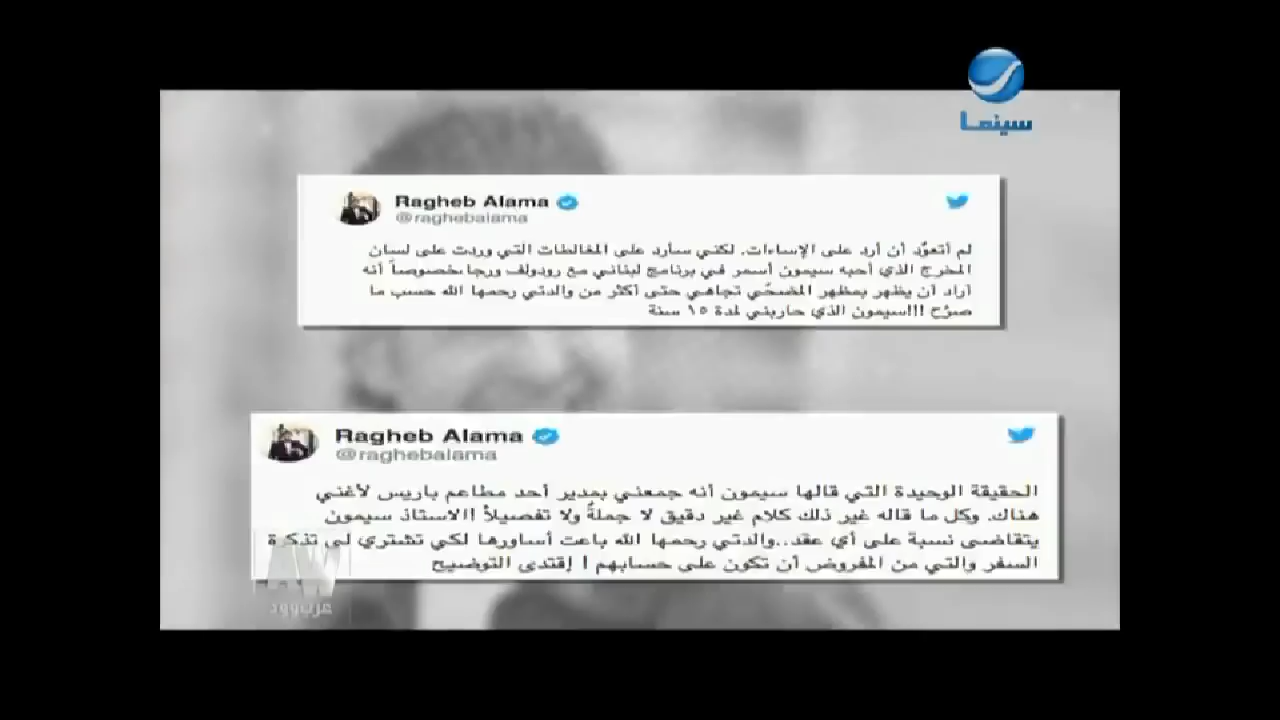 سينما
Ragheb Alama
@raghebalama
لم أتعوّد أن أرد على الإساءات. لكني سأرد على المغالطات التي وردت على لسان
المخرج الذي أحبه سيمون أسمر في برنامج لبناني مع رودولف ورجا.خصوصاً أنه
أراد أن يظهر بمظهر المضحّي تجاهي حتى أكثر من والدتي رحمها الله حسب ما
صرّح !!!سيمون الذي حاربني لمدة ١٥ سنة
Ragheb Alama
@raghebalama
الحقيقة الوحيدة التي قالها سيمون أنه جمعني بمدير أحد مطاعم باريس لأغني
هناك. وكل ما قاله غير ذلك كلام غير دقيق لا جملةً ولا تفصيلاً !الاستاذ سيمون
يتقاضى نسبة على أي عقد..والدتي رحمها الله باعت أساورها لكي تشتري لي تذكرة
السفر والتي من المفروض أن تكون على حسابهم ! إقتدى التوضيح
AW
عرب وود